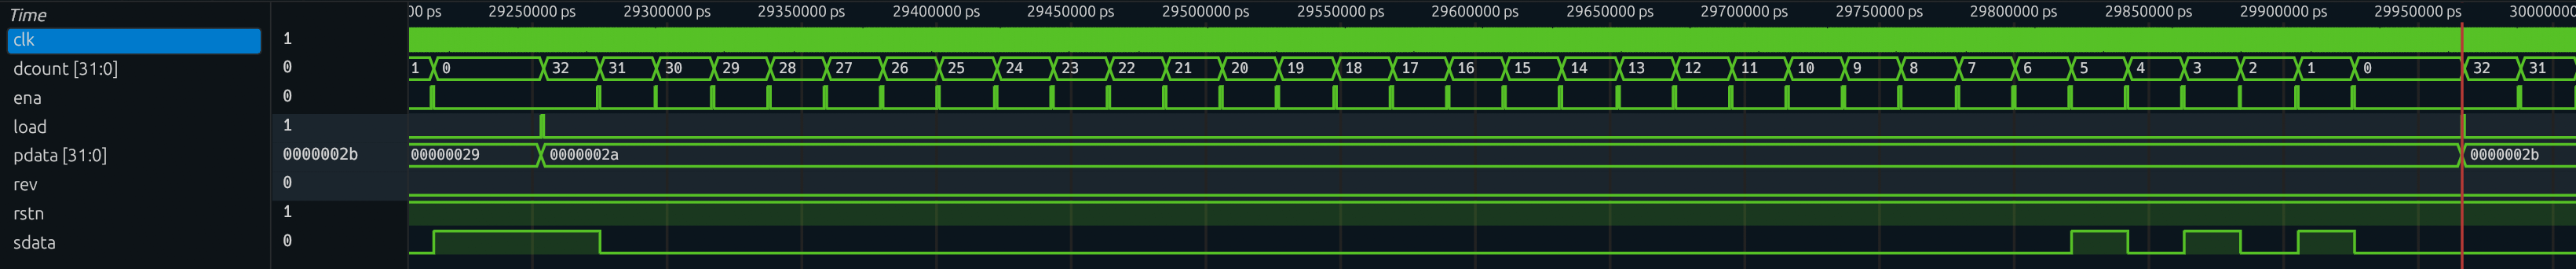 Time 00 ps 29250000 ps 29300000 ps 29350000 ps 29400000 ps 29450000 ps 29500000 ps 29550000 ps 29600000 ps 29650000 ps 29700000 ps 29750000 ps 29800000 ps 29850000 ps 29900000 ps 29950000 ps 30000000
clk 1
dcount [31:0] 0 1 0 32 31 30 29 28 27 26 25 24 23 22 21 20 19 18 17 16 15 14 13 12 11 10 9 8 7 6 5 4 3 2 1 0 32 31
ena 0
load 1
pdata [31:0] 0000002b 00000029 0000002a 0000002b
rev 0
rstn 1
sdata 0